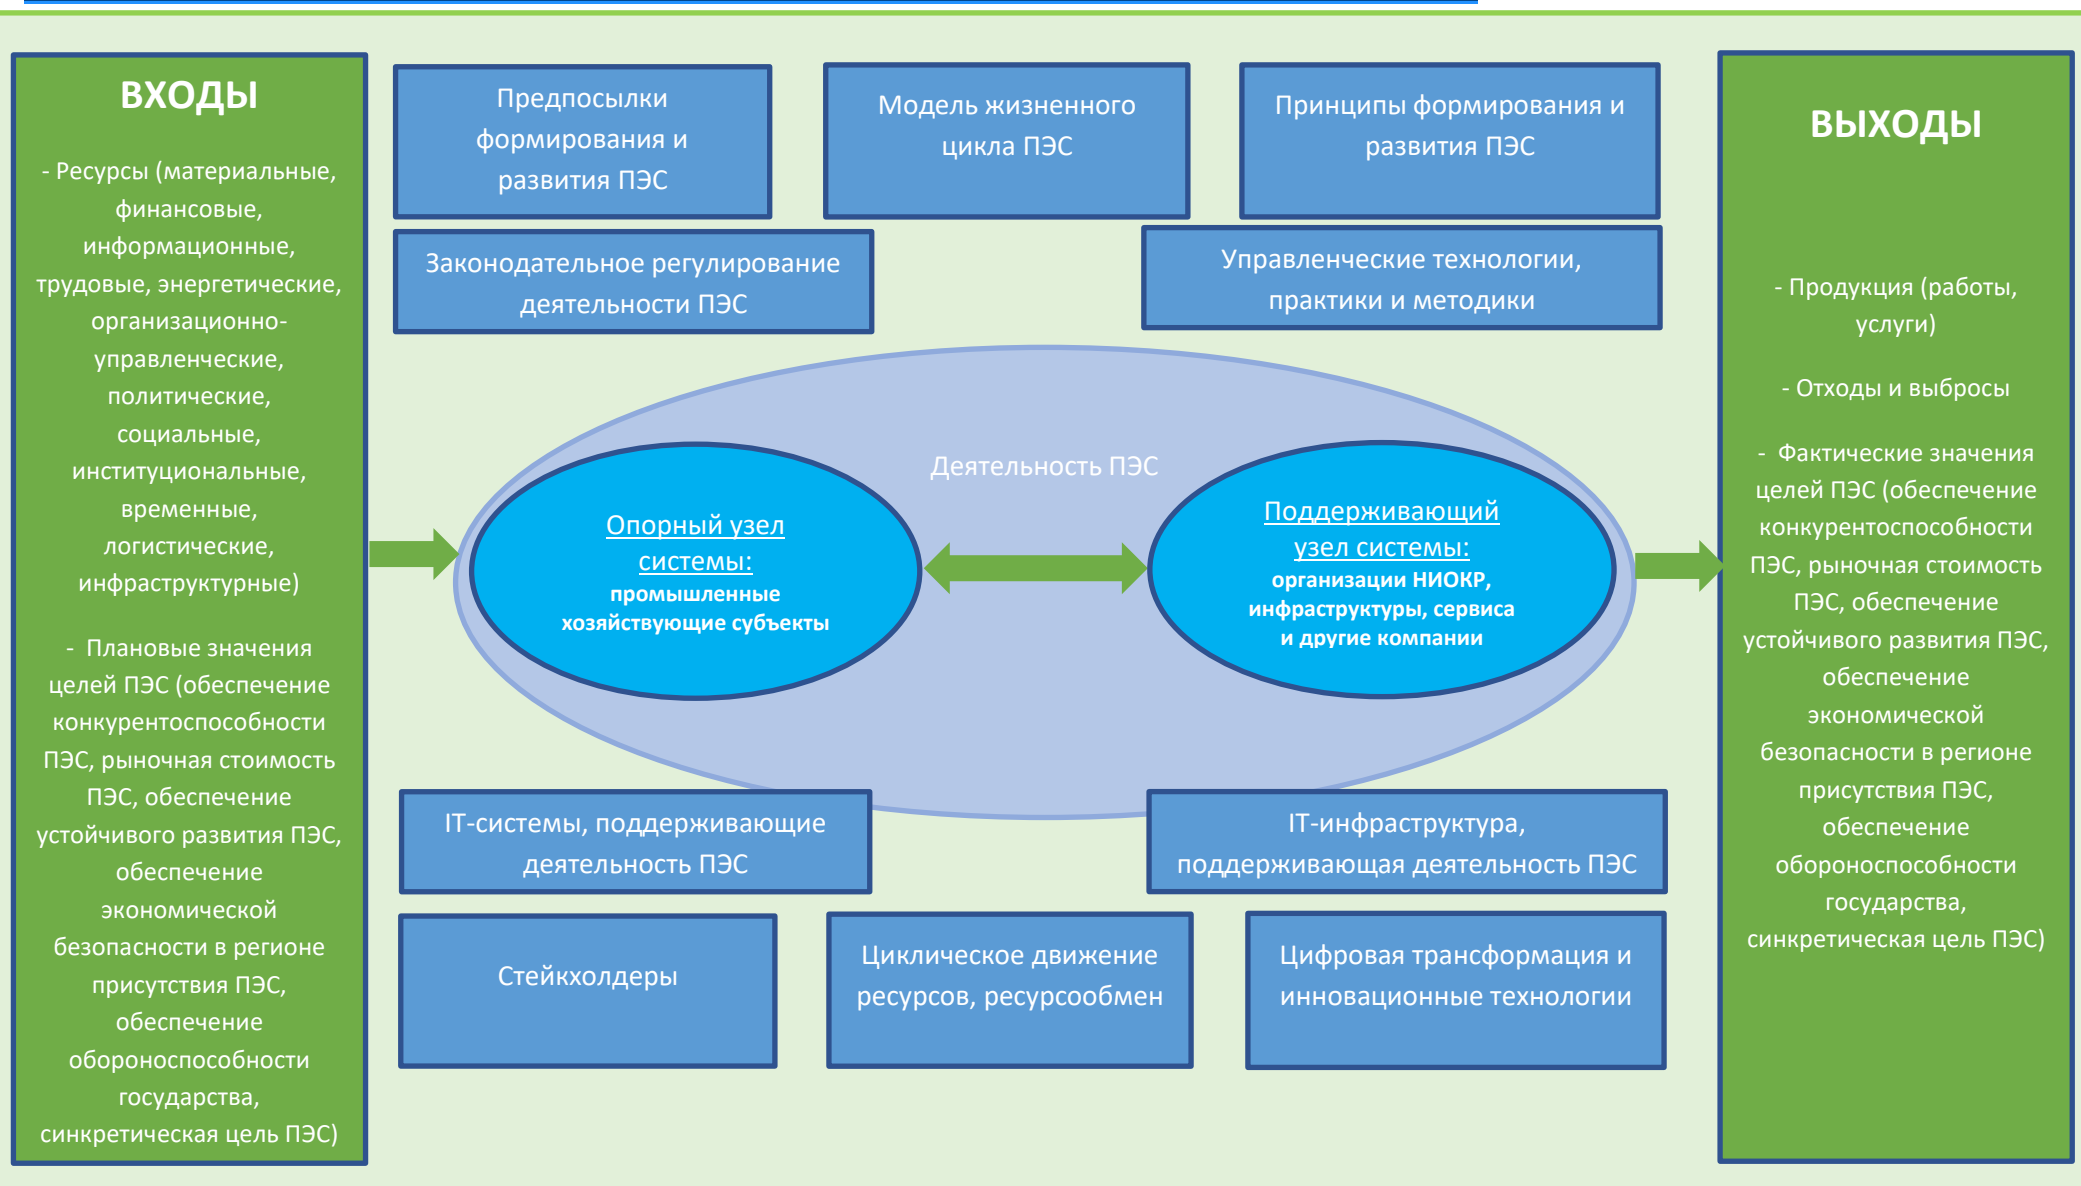 ВХОДЫ
- Ресурсы (материальные,
финансовые,
информационные,
трудовые, энергетические,
организационно-
управленческие,
политические,
социальные,
институциональные,
временные,
логистические,
инфраструктурные)
- Плановые значения
целей ПЭС (обеспечение
конкурентоспособности
ПЭС, рыночная стоимость
ПЭС, обеспечение
устойчивого развития ПЭС,
обеспечение
экономической
безопасности в регионе
присутствия ПЭС,
обеспечение
обороноспособности
государства,
синкретическая цель ПЭС)
Предпосылки
формирования и
развития ПЭС
Модель жизненного
цикла ПЭС
Принципы формирования и
развития ПЭС
Законодательное регулирование
деятельности ПЭС
Управленческие технологии,
практики и методики
Деятельность ПЭС
Опорный узел
системы:
промышленные
хозяйствующие субъекты
Поддерживающий
узел системы:
организации НИОКР,
инфраструктуры, сервиса
и другие компании
IT-системы, поддерживающие
деятельность ПЭС
IT-инфраструктура,
поддерживающая деятельность ПЭС
Стейкхолдеры
Циклическое движение
ресурсов, ресурсообмен
Цифровая трансформация и
инновационные технологии
ВЫХОДЫ
- Продукция (работы,
услуги)
- Отходы и выбросы
- Фактические значения
целей ПЭС (обеспечение
конкурентоспособности
ПЭС, рыночная стоимость
ПЭС, обеспечение
устойчивого развития ПЭС,
обеспечение
экономической
безопасности в регионе
присутствия ПЭС,
обеспечение
обороноспособности
государства,
синкретическая цель ПЭС)